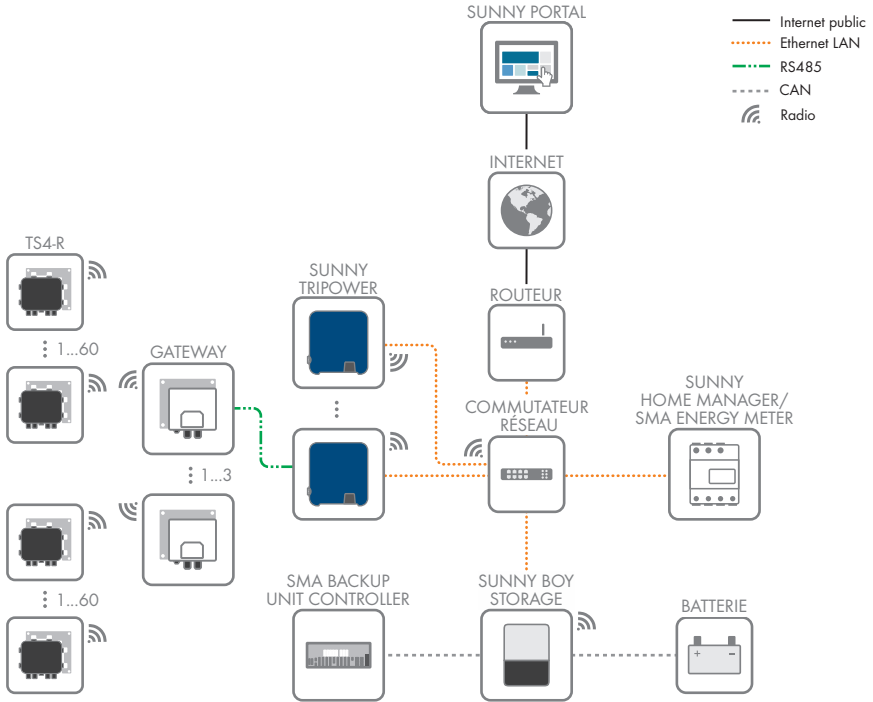 SUNNY PORTAL
Internet public
Ethernet LAN
RS485
CAN
Radio
INTERNET
TS4-R
SUNNY
TRIPOWER
ROUTEUR
1...60
GATEWAY
SUNNY
HOME MANAGER/
SMA ENERGY METER
COMMUTATEUR
RÉSEAU
1...3
SMA BACKUP
UNIT CONTROLLER
SUNNY BOY
STORAGE
1...60
BATTERIE
+ −